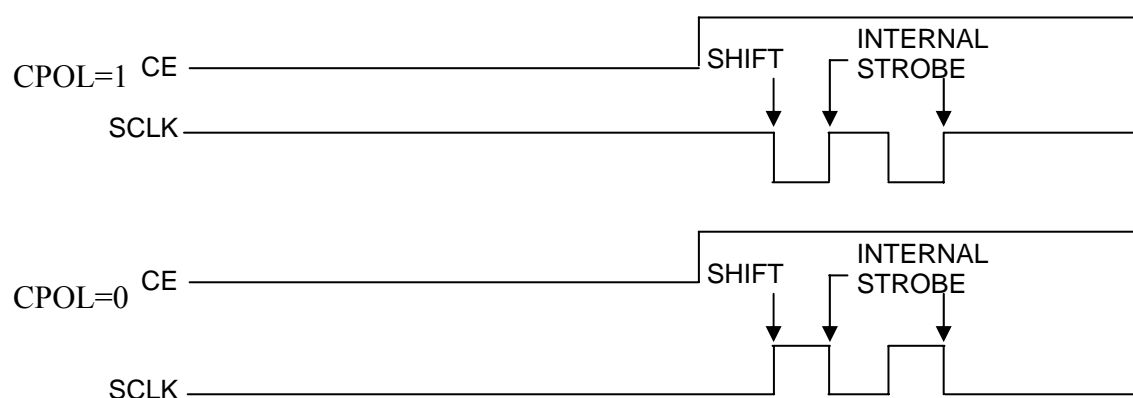 CPOL=1 CE
SHIFT
INTERNAL
STROBE
SCLK
CPOL=0 CE
SHIFT
INTERNAL
STROBE
SCLK